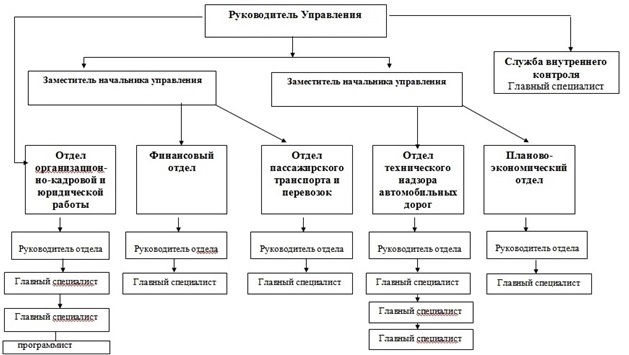 Руководитель Управления
Служба внутреннего
контроля
Главный специалист
Заместитель начальника управления
Заместитель начальника управления
Отдел
организацион-
но-кадровой и
юридической
работы
Финансовый
отдел
Отдел
пассажирского
транспорта и
перевозок
Отдел
технического
надзора
автомобильных
дорог
Планово-
экономический
отдел
Руководитель отдела
Руководитель отдела
Руководитель отдела
Руководитель отдела
Руководитель отдела
Главный специалист
Главный специалист
Главный специалист
Главный специалист
Главный специалист
Главный специалист
Главный специалист
программист
Главный специалист